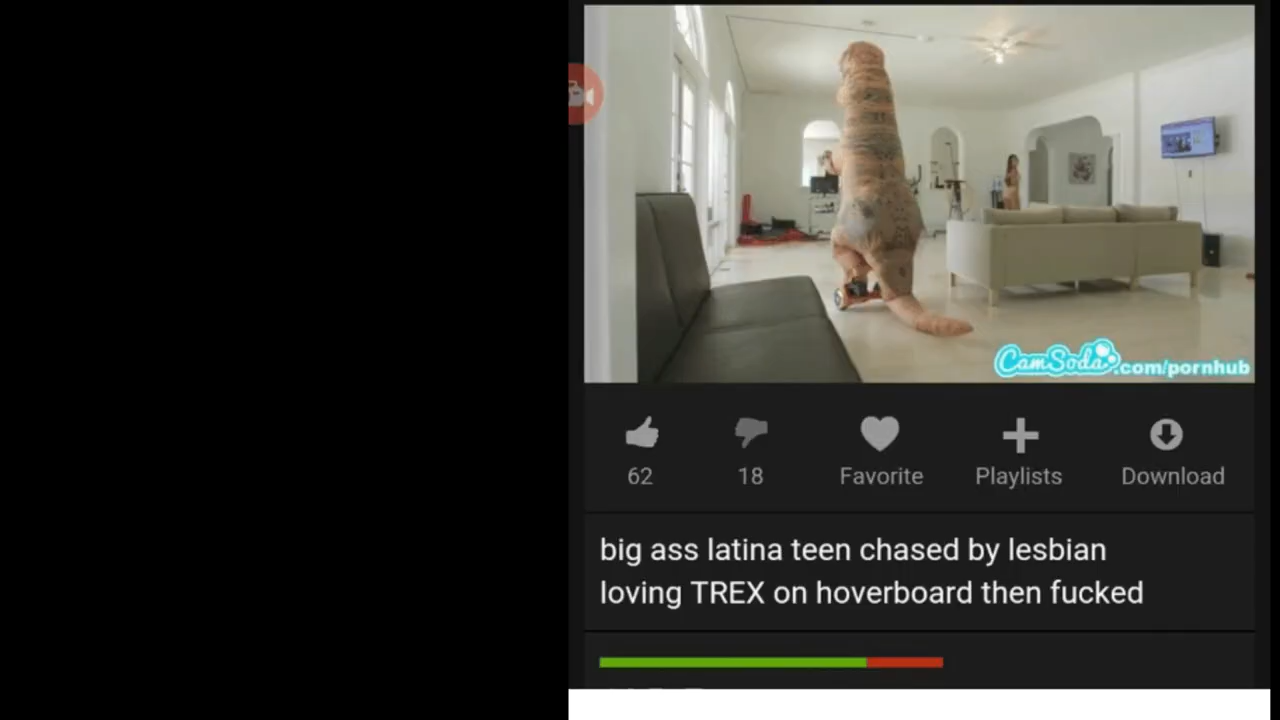 CamSoda.com/pornhub
62
18
Favorite
Playlists
Download
big ass latina teen chased by lesbian
loving TREX on hoverboard then fucked